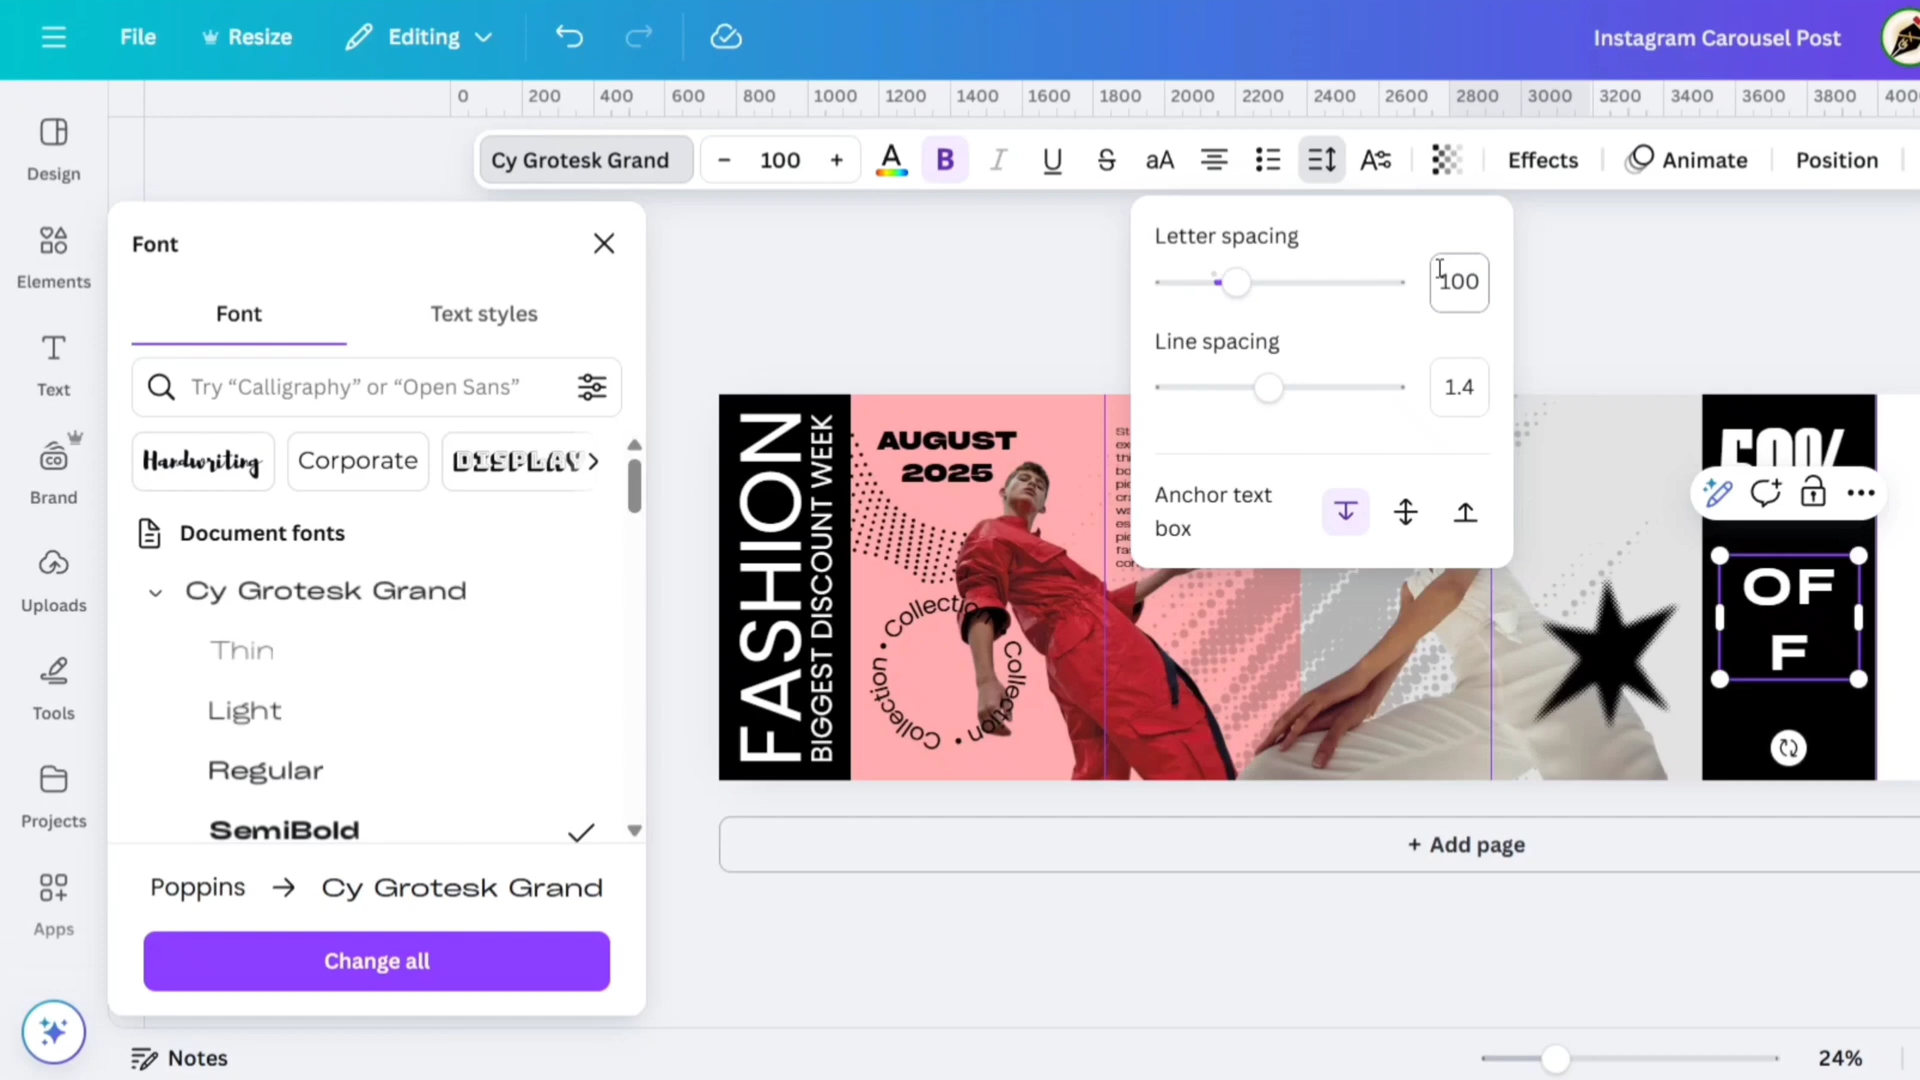 File
Resize
Editing
Instagram Carousel Post
0 200 400 600 800 1000 1200 1400 1600 1800 2000 2200 2400 2600 2800 3000 3200 3400 3600 3800 400
Design
Elements
Text
Brand
Uploads
Tools
Projects
Apps
Cy Grotesk Grand
− 100 +
A B I U S aA
Effects
Animate
Position
Font
Font
Text styles
Try “Calligraphy” or “Open Sans”
Handwriting
Corporate
DISPLAY
Document fonts
Cy Grotesk Grand
Thin
Light
Regular
SemiBold
Poppins → Cy Grotesk Grand
Change all
Letter spacing
100
Line spacing
1.4
Anchor text
box
FASHION
BIGGEST DISCOUNT WEEK
AUGUST
2025
Collection • Collection • Collection
50%
OF
F
+ Add page
Notes
24%